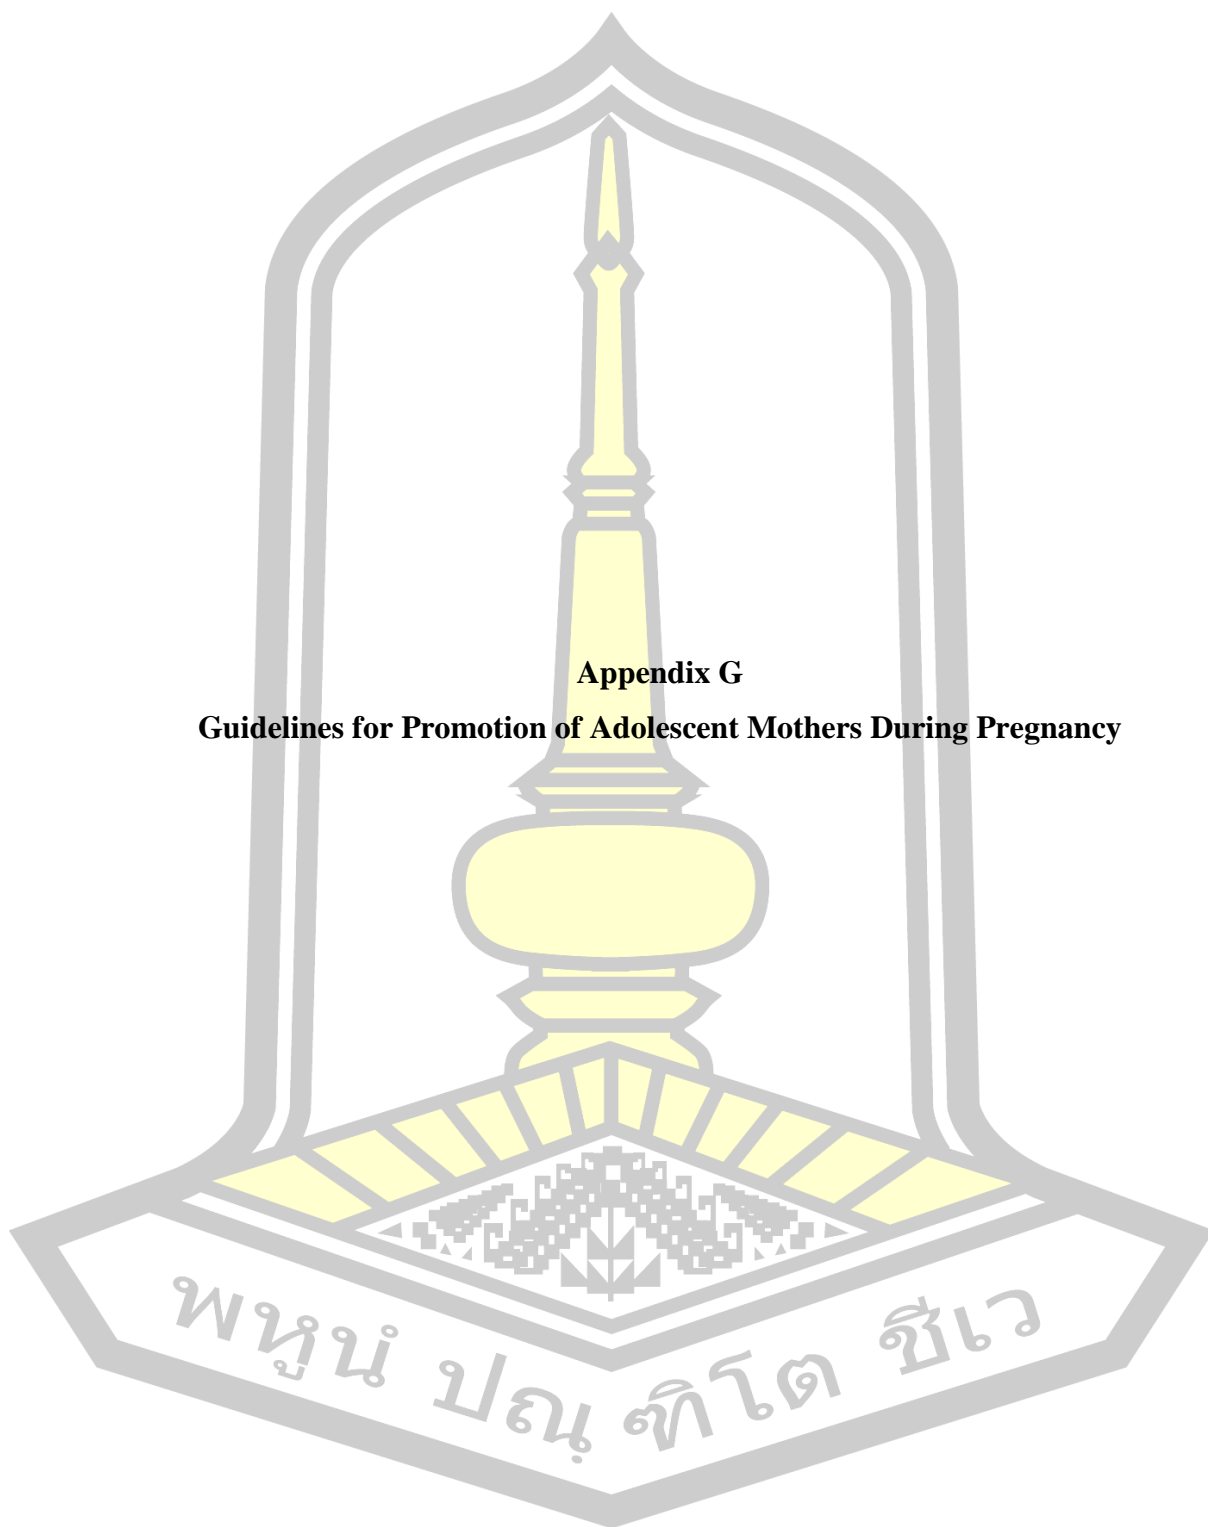 Appendix G
Guidelines for Promotion of Adolescent Mothers During Pregnancy
พหูนํ ปณฺฑิโต ชีเว